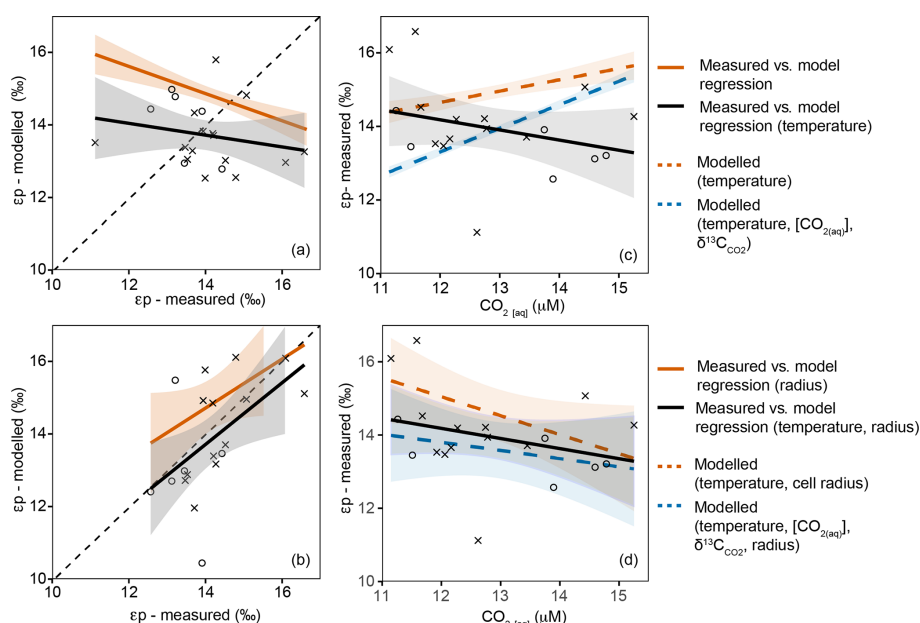 16
14
12
10
εp - modelled (‰)
(a)
10 12 14 16
εp - measured (‰)
16
14
12
10
εp- measured (‰)
(c)
11 12 13 14 15
CO2 [aq] (μM)
Measured vs. model
regression
Measured vs. model
regression (temperature)
Modelled
(temperature)
Modelled
(temperature, [CO2(aq)],
δ13CCO2)
16
14
12
10
εp - modelled (‰)
(b)
10 12 14 16
εp - measured (‰)
16
14
12
10
εp - measured (‰)
(d)
11 12 13 14 15
CO2 [aq] (μM)
Measured vs. model
regression (radius)
Measured vs. model
regression (temperature, radius)
Modelled
(temperature, cell radius)
Modelled
(temperature, [CO2(aq)],
δ13CCO2, radius)